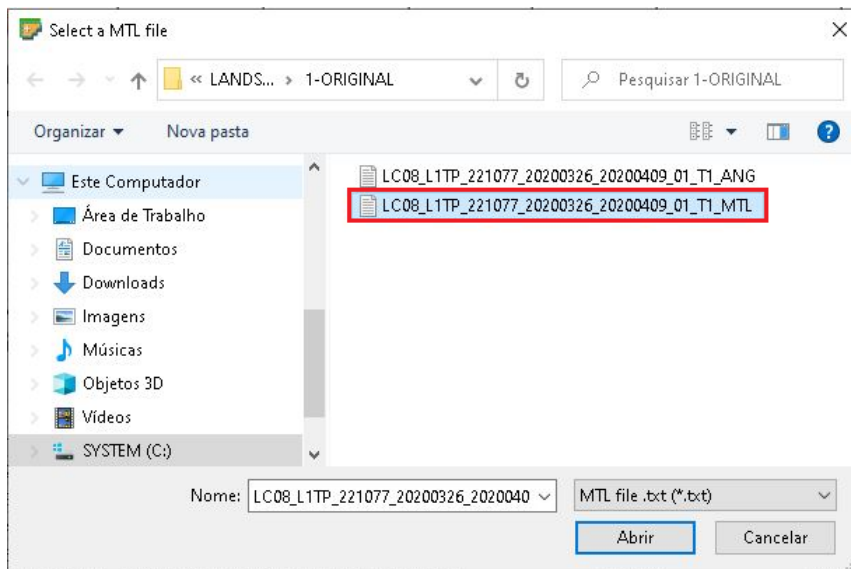 Select a MTL file
« LANDS... › 1-ORIGINAL
Pesquisar 1-ORIGINAL
Organizar
Nova pasta
Este Computador
Área de Trabalho
Documentos
Downloads
Imagens
Músicas
Objetos 3D
Vídeos
SYSTEM (C:)
LC08_L1TP_221077_20200326_20200409_01_T1_ANG
LC08_L1TP_221077_20200326_20200409_01_T1_MTL
Nome: LC08_L1TP_221077_20200326_2020040
MTL file .txt (*.txt)
Abrir
Cancelar